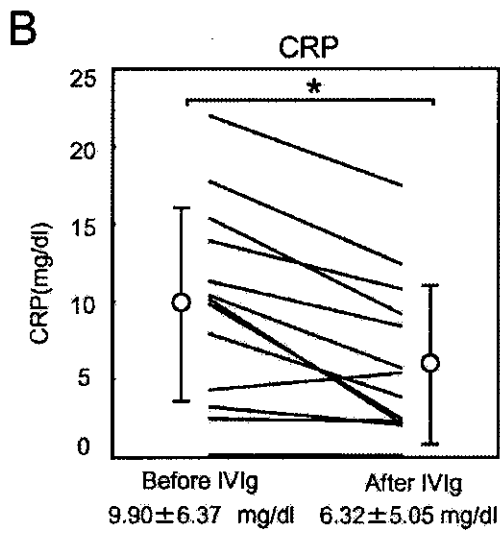 B
CRP
*
25
20
15
10
5
0
CRP(mg/dl)
Before IVIg After IVIg
9.90±6.37 mg/dl 6.32±5.05 mg/dl